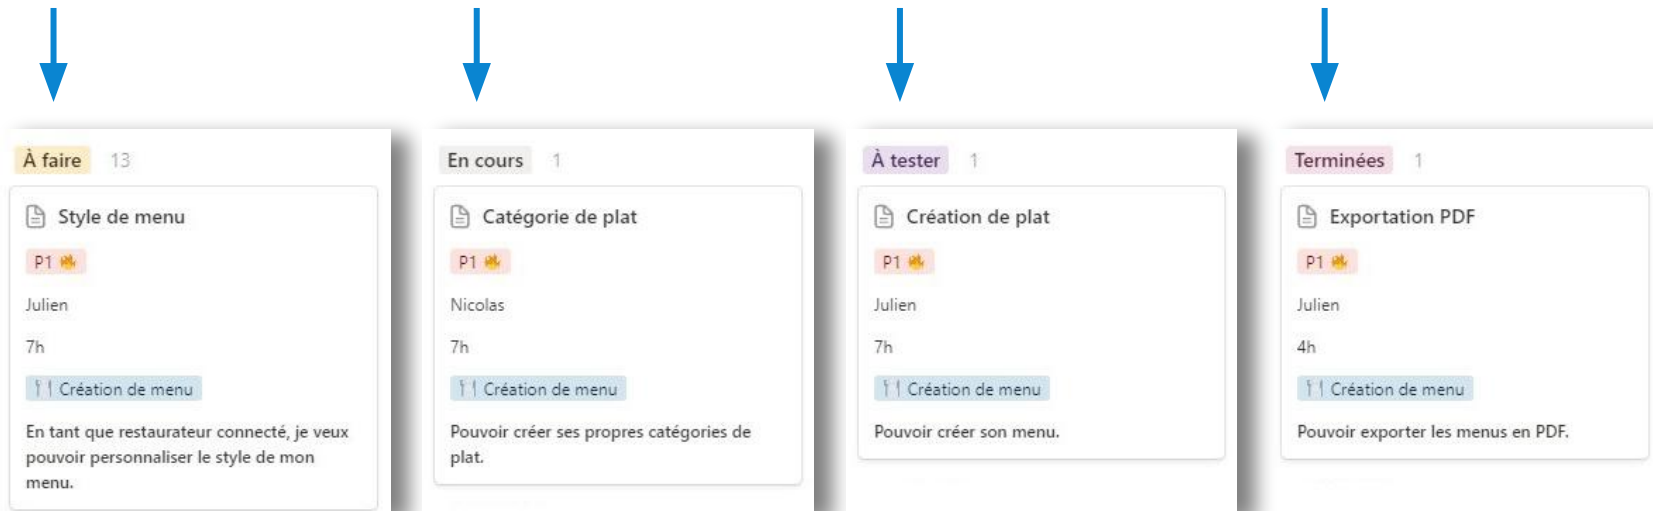 À faire 13
Style de menu
P1 🔥
Julien
7h
🍴 Création de menu
En tant que restaurateur connecté, je veux
pouvoir personnaliser le style de mon
menu.
En cours 1
Catégorie de plat
P1 🔥
Nicolas
7h
🍴 Création de menu
Pouvoir créer ses propres catégories de
plat.
À tester 1
Création de plat
P1 🔥
Julien
7h
🍴 Création de menu
Pouvoir créer son menu.
Terminées 1
Exportation PDF
P1 🔥
Julien
4h
🍴 Création de menu
Pouvoir exporter les menus en PDF.